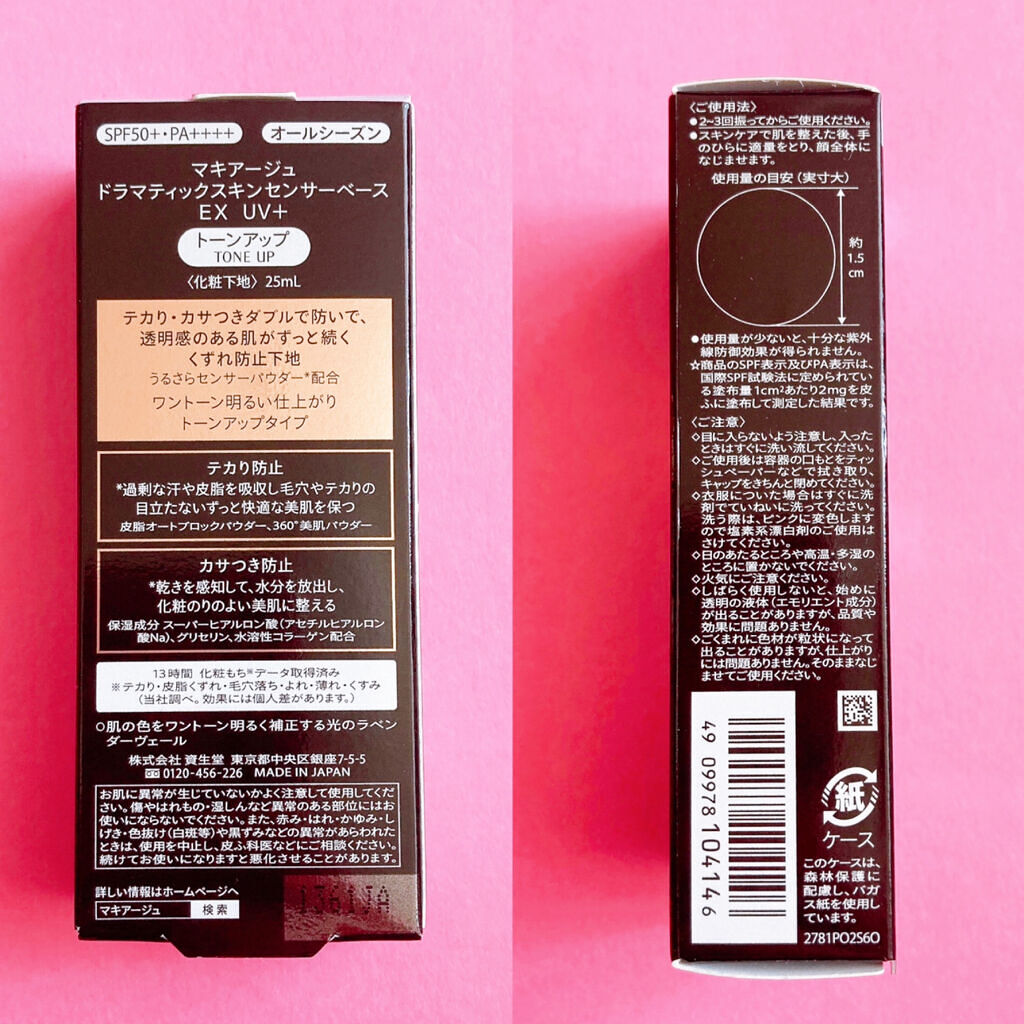 SPF50+・PA++++ オールシーズン
マキアージュ
ドラマティックスキンセンサーベース
EX UV+
トーンアップ
TONE UP
〈化粧下地〉 25mL
テカリ・カサつきダブルで防いで、
透明感のある肌がずっと続く
くずれ防止下地
うるさらセンサーパウダー*配合
ワントーン明るい仕上がり
トーンアップタイプ
テカリ防止
*過剰な汗や皮脂を吸収し毛穴やテカリの
目立たないずっと快適な美肌を保つ
皮脂オートブロックパウダー、360°美肌パウダー
カサつき防止
*乾きを感知して、水分を放出し、
化粧のりのよい美肌に整える
保湿成分 スーパーヒアルロン酸(アセチルヒアルロン
酸Na)、グリセリン、水溶性コラーゲン配合
13時間 化粧もち※データ取得済み
※テカリ・皮脂くずれ・毛穴落ち・よれ・薄れ・くすみ
(当社調べ。効果には個人差があります。)
○肌の色をワントーン明るく補正する光のラベン
ダーヴェール
株式会社 資生堂 東京都中央区銀座7-5-5
0120-456-226 MADE IN JAPAN
お肌に異常が生じていないかよく注意して使用してくだ
さい。傷やはれもの・湿しんなど異常のある部位にはお
使いにならないでください。また、赤み・はれ・かゆみ・し
げき・色抜け(白斑等)や黒ずみなどの異常があらわれた
ときは、使用を中止し、皮ふ科医などにご相談ください。
続けてお使いになりますと悪化することがあります。
詳しい情報はホームページへ
マキアージュ 検索
1361JA
〈ご使用法〉
●2~3回振ってからご使用ください。
●スキンケアで肌を整えた後、手
のひらに適量をとり、顔全体に
なじませます。
使用量の目安(実寸大)
約
1.5
cm
●使用量が少ないと、十分な紫外
線防御効果が得られません。
☆商品のSPF表示及びPA表示は、
国際SPF試験法に定められてい
る塗布量1cm²あたり2mgを皮
ふに塗布して測定した結果です。
〈ご注意〉
◇目に入らないよう注意し、入った
ときはすぐに洗い流してください。
◇ご使用後は容器の口もとをティッ
シュペーパーなどで拭き取り、
キャップをきちんと閉めてください。
◇衣服についた場合はすぐに洗
剤でていねいに洗ってください。
洗う際は、ピンクに変色します
ので塩素系漂白剤のご使用は
さけてください。
◇日のあたるところや高温・多湿の
ところに置かないでください。
◇火気にご注意ください。
◇しばらく使用しないと、始めに
透明の液体(エモリエント成分)
が出ることがありますが、品質や
効果に問題ありません。
◇ごくまれに色材が粒状になって
出ることがありますが、仕上がり
には問題ありません。そのままなじ
ませてご使用ください。
49 09978 104146
紙
ケース
このケースは、
森林保護に
配慮し、バガ
ス紙を使用し
ています。
2781PO2S6O